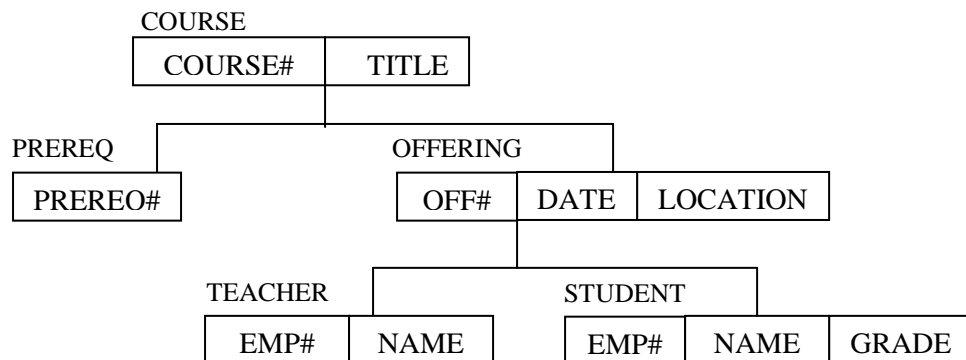 COURSE
COURSE# TITLE
PREREQ OFFERING
PREREO# OFF# DATE LOCATION
TEACHER STUDENT
EMP# NAME EMP# NAME GRADE